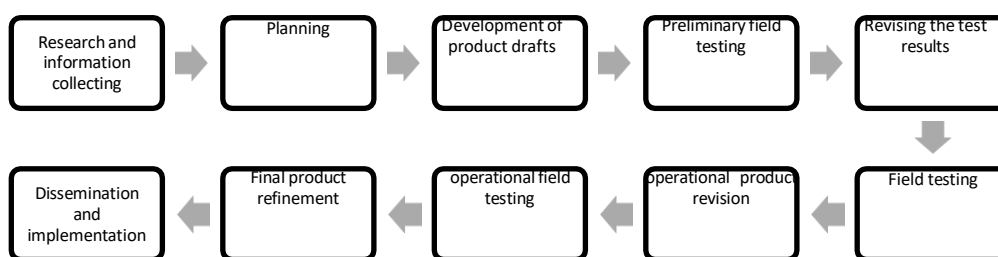 Research and
information
collecting
Planning
Development of
product drafts
Preliminary field
testing
Revising the test
results
Field testing
operational product
revision
operational field
testing
Final product
refinement
Dissemination
and
implementation